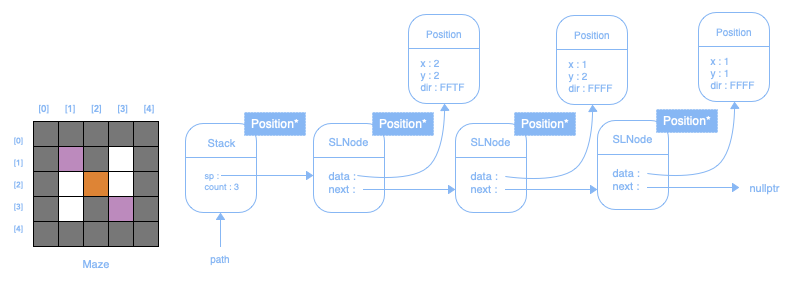 Position
x : 2
y : 2
dir : FFTF
Position
x : 1
y : 2
dir : FFFF
Position
x : 1
y : 1
dir : FFFF
[0] [1] [2] [3] [4]
[0]
[1]
[2]
[3]
[4]
Maze
Position*
Stack
sp :
count : 3
path
Position*
SLNode
data :
next :
Position*
SLNode
data :
next :
Position*
SLNode
data :
next :
nullptr